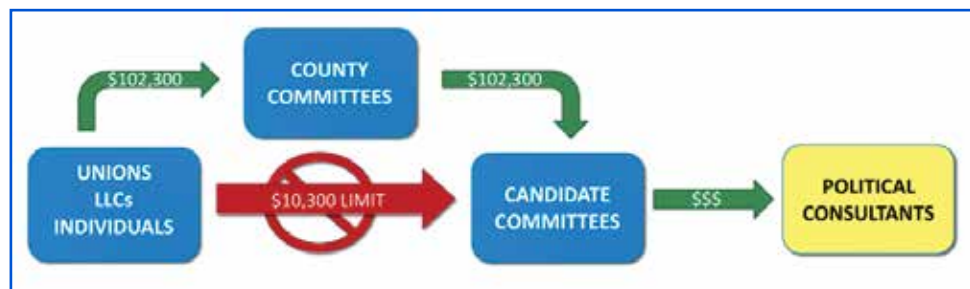 $102,300
COUNTY
COMMITTEES
$102,300
UNIONS
LLCs
INDIVIDUALS
$10,300 LIMIT
CANDIDATE
COMMITTEES
$$$
POLITICAL
CONSULTANTS